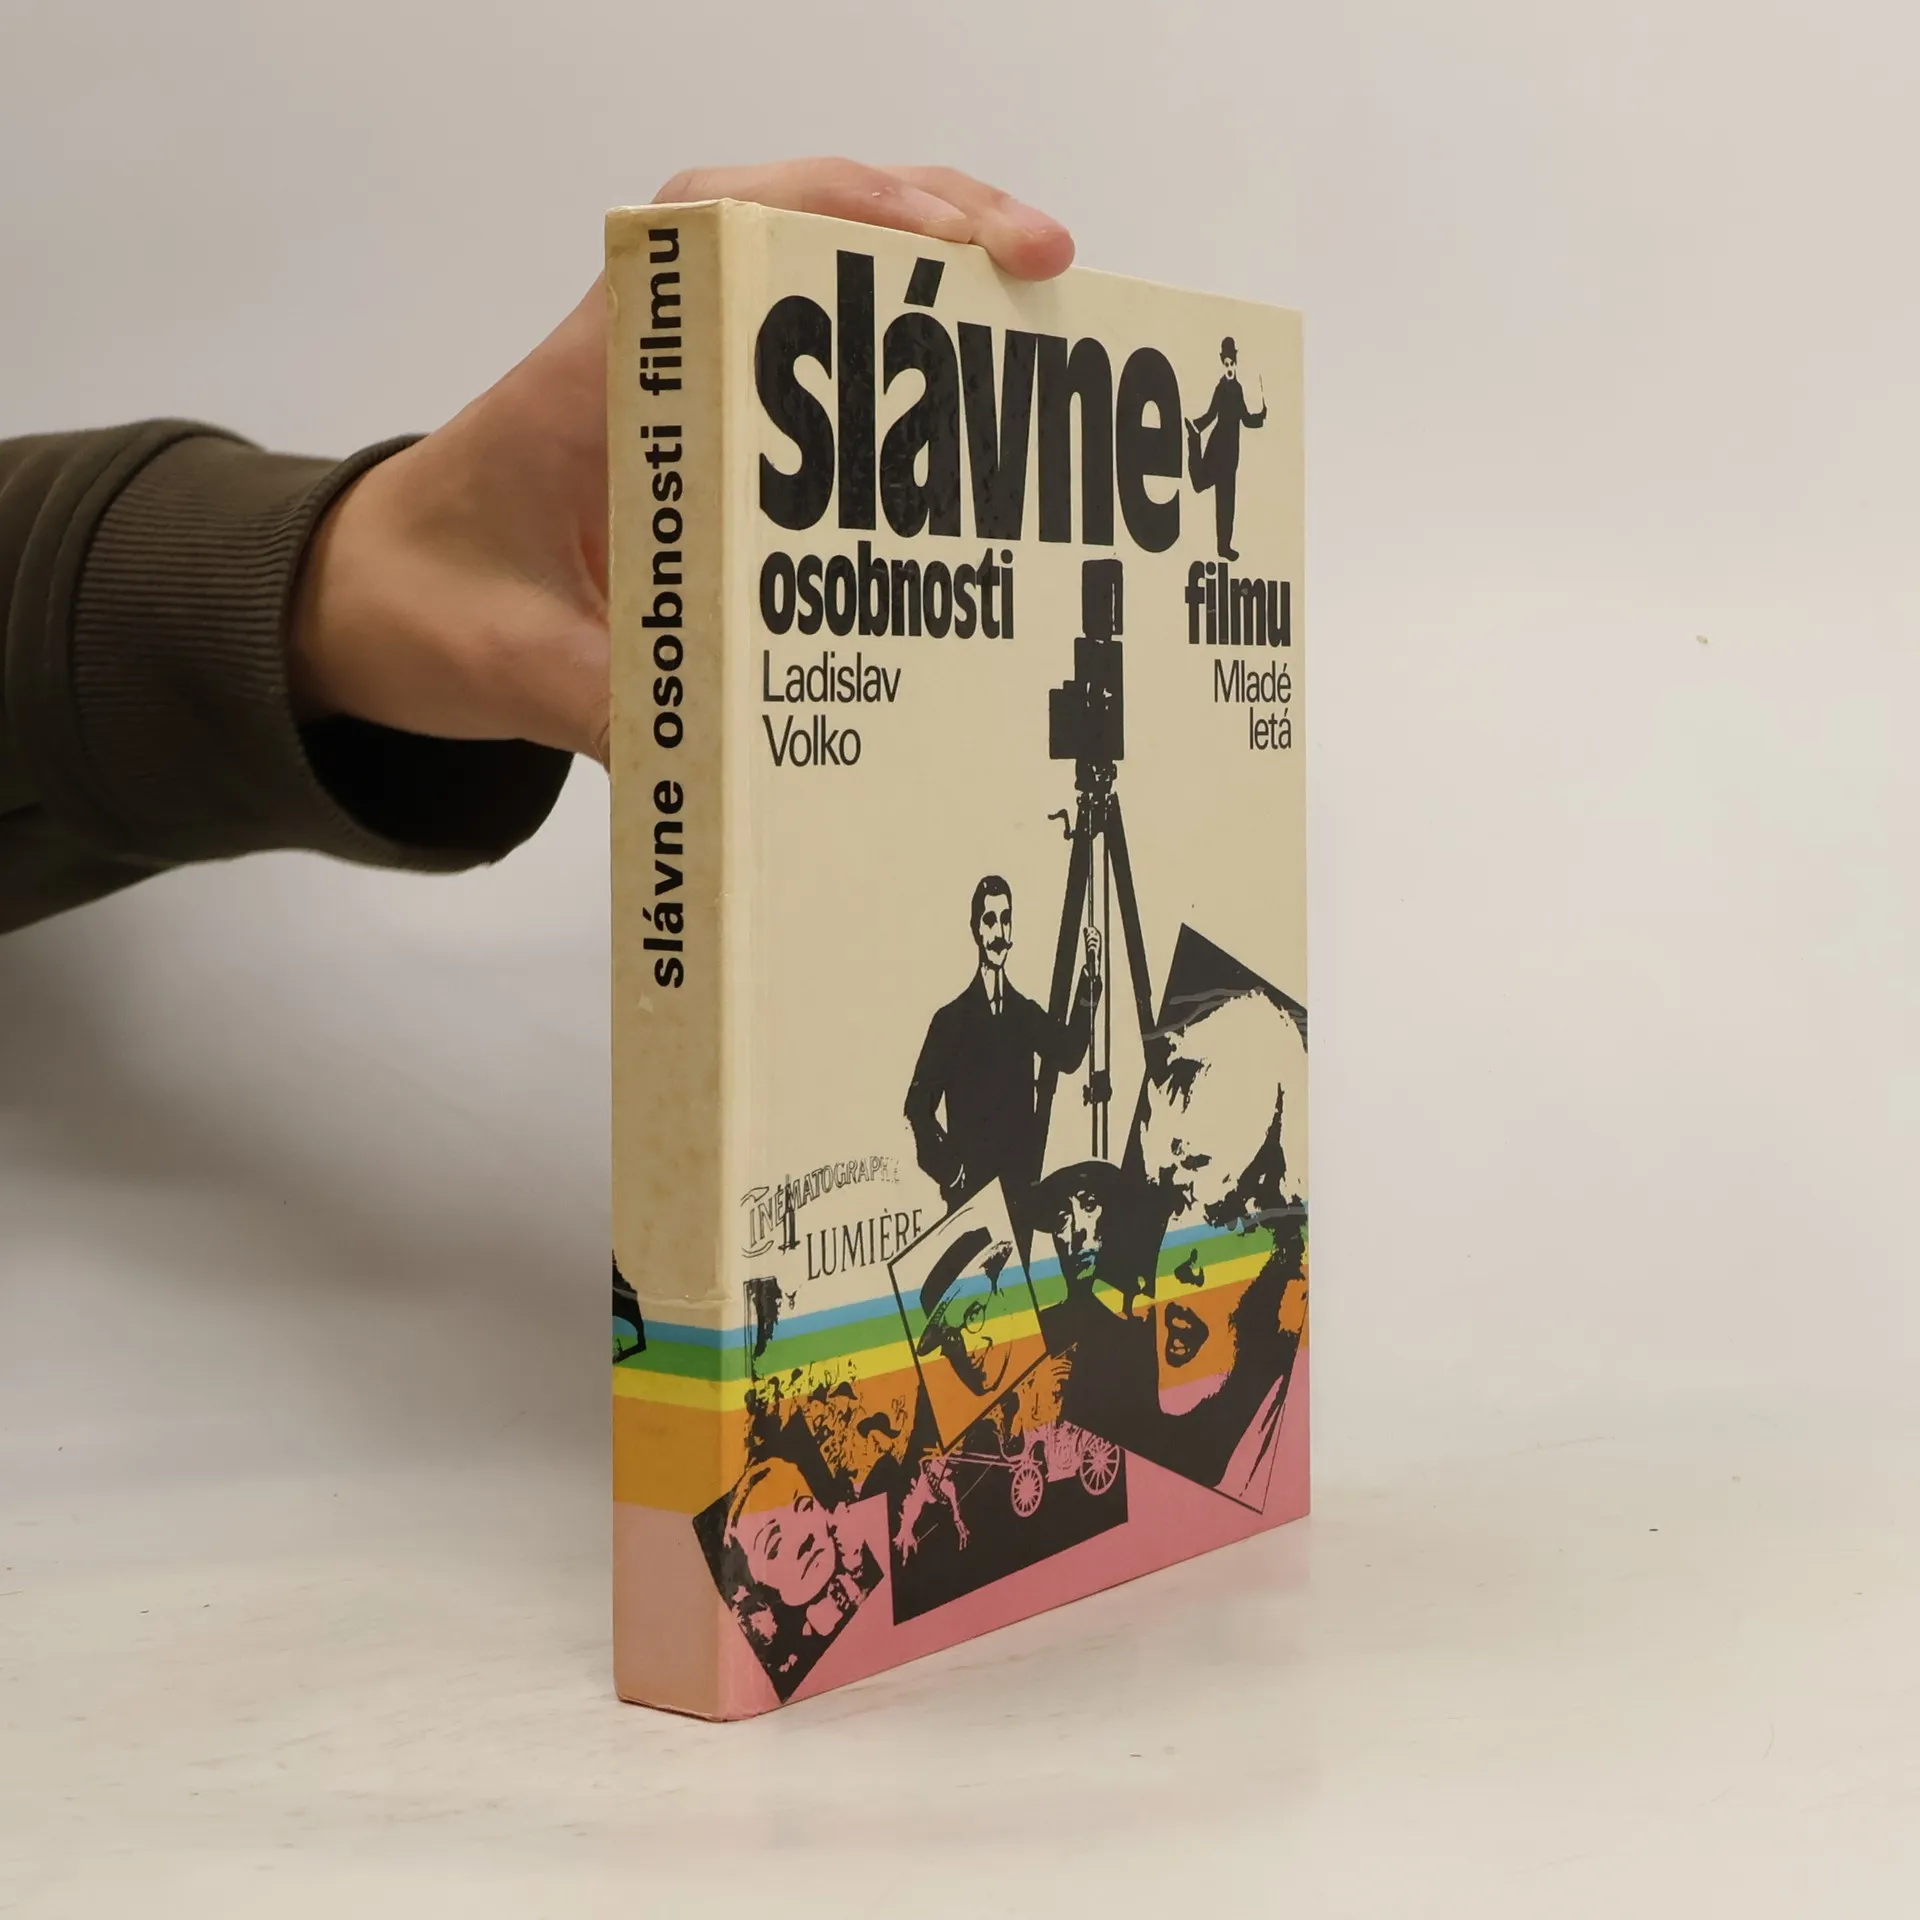 slávne osobnosti filmu
slávne
osobnosti filmu
Ladislav
Volko
Mladé
letá
CINÉMATOGRAPHE
LUMIÈRE